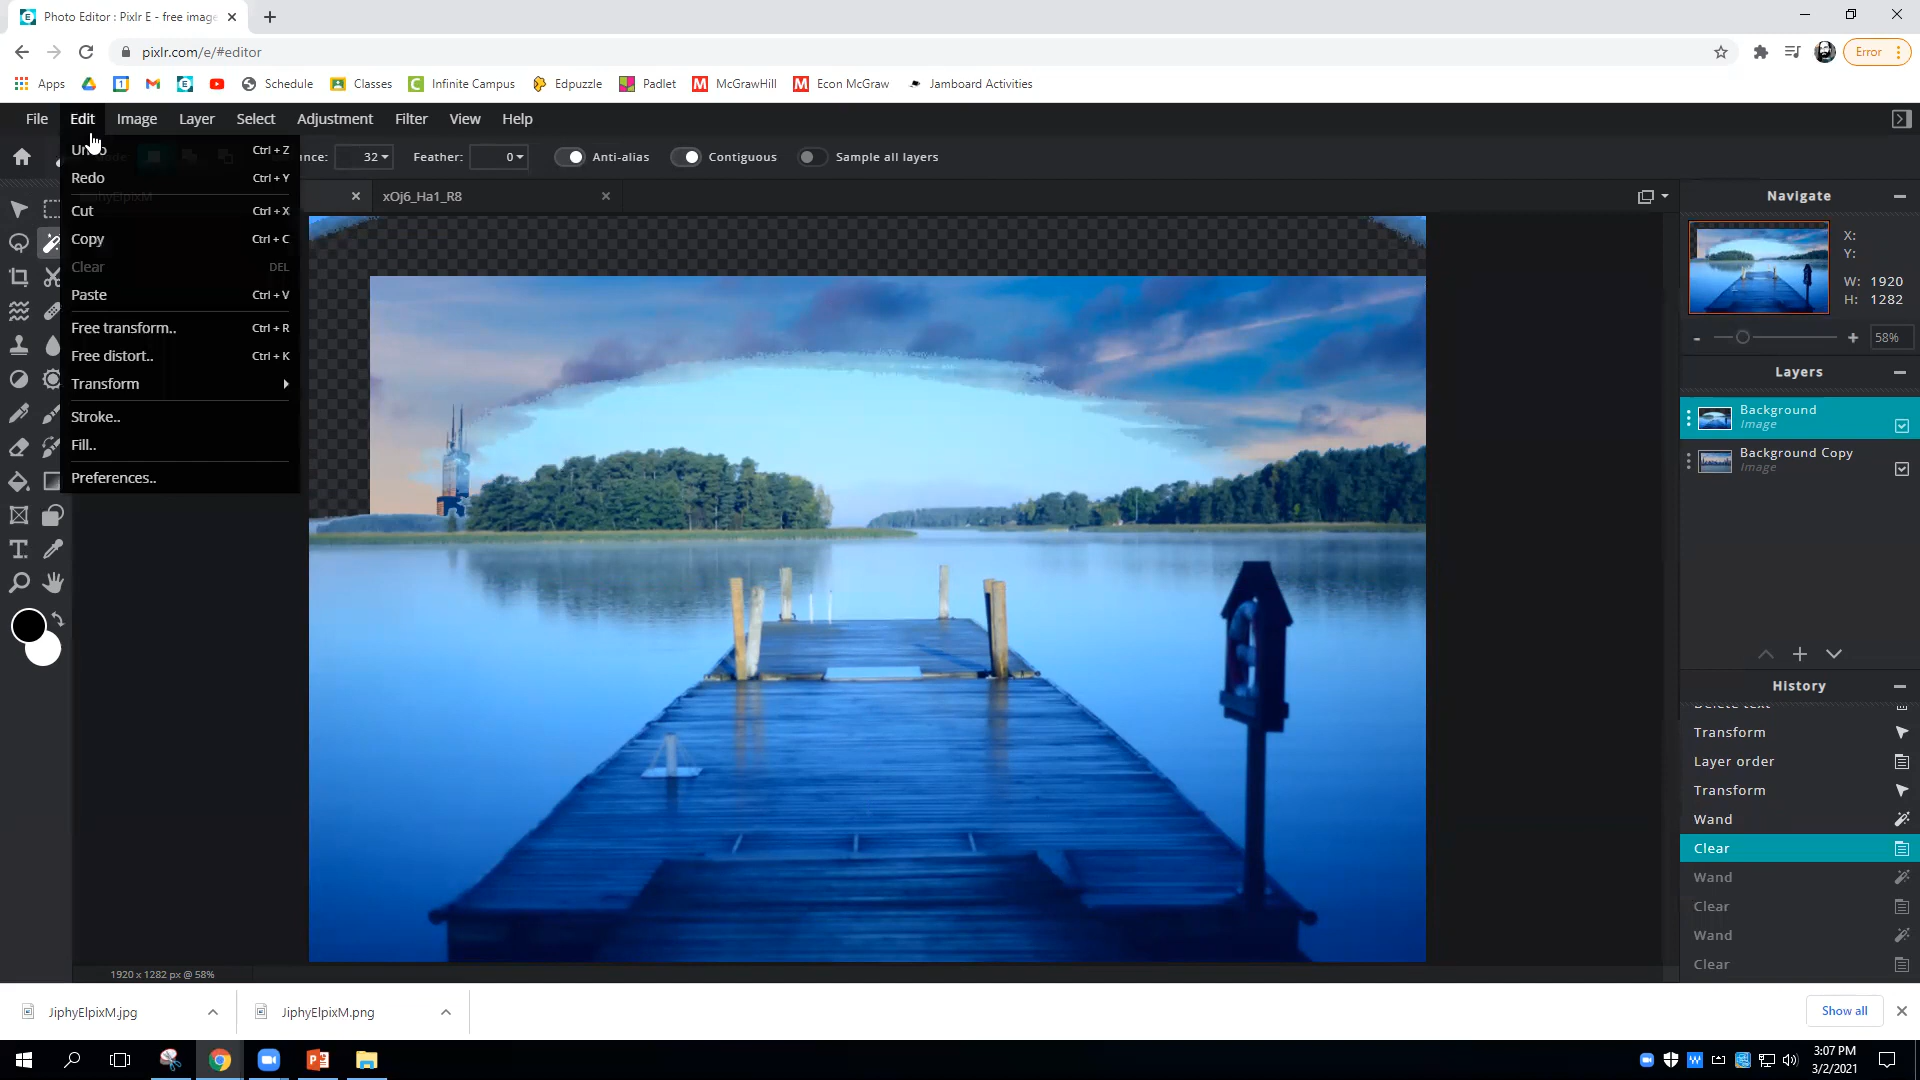 Photo Editor : Pixlr E - free image
pixlr.com/e/#editor
Error
Apps
Schedule
Classes
Infinite Campus
Edpuzzle
Padlet
McGrawHill
Econ McGraw
Jamboard Activities
File Edit Image Layer Select Adjustment Filter View Help
32 Feather: 0 Anti-alias Contiguous Sample all layers
xOj6_Ha1_R8
Undo Ctrl + Z
Redo Ctrl + Y
Cut Ctrl + X
Copy Ctrl + C
Clear DEL
Paste Ctrl + V
Free transform.. Ctrl + R
Free distort.. Ctrl + K
Transform
Stroke..
Fill..
Preferences..
Navigate
X:
Y:
W: 1920
H: 1282
58%
Layers
Background
Image
Background Copy
Image
History
Delete text
Transform
Layer order
Transform
Wand
Clear
Wand
Clear
Wand
Clear
1920 x 1282 px @ 58%
JiphyElpixM.jpg
JiphyElpixM.png
Show all
3:07 PM
3/2/2021